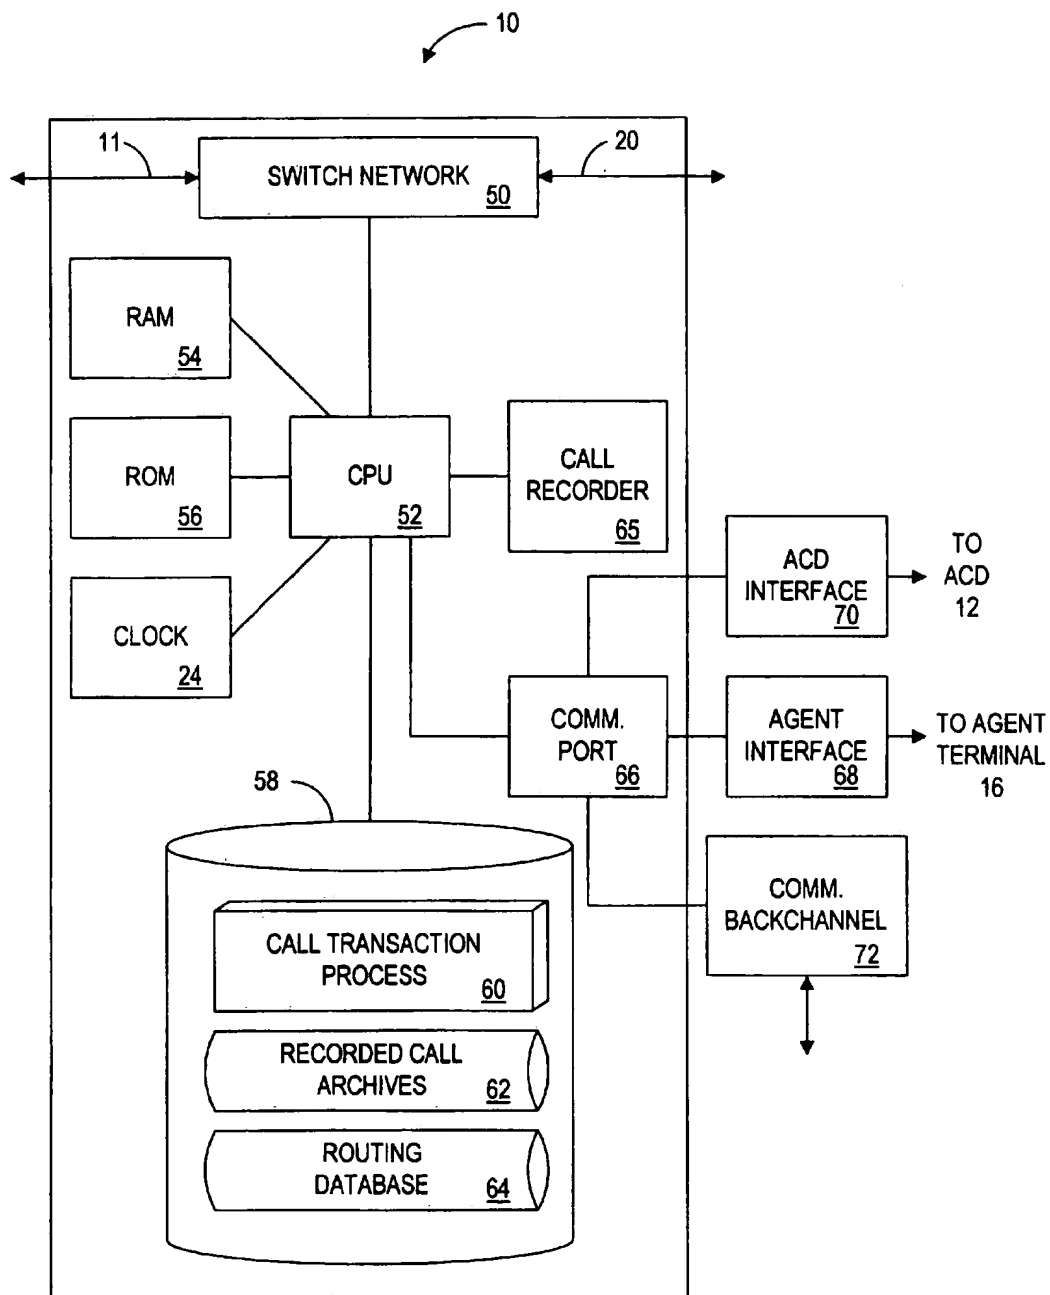 10
11
20
SWITCH NETWORK
50
RAM
54
ROM
56
CLOCK
24
CPU
52
CALL
RECORDER
65
ACD
INTERFACE
70
TO
ACD
12
COMM.
PORT
66
AGENT
INTERFACE
68
TO AGENT
TERMINAL
16
COMM.
BACKCHANNEL
72
58
CALL TRANSACTION
PROCESS
60
RECORDED CALL
ARCHIVES
62
ROUTING
DATABASE
64